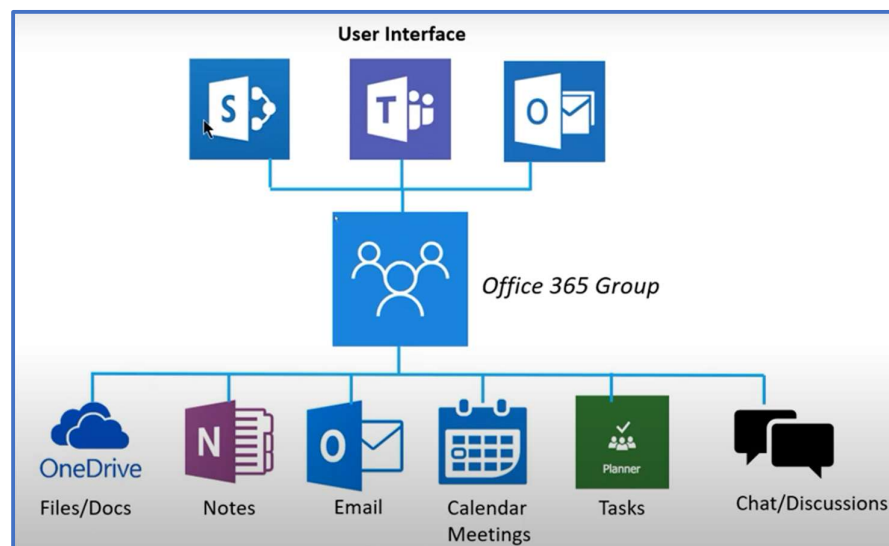 User Interface
S
T
O
Office 365 Group
OneDrive
N
O
Planner
Files/Docs
Notes
Email
Calendar
Meetings
Tasks
Chat/Discussions